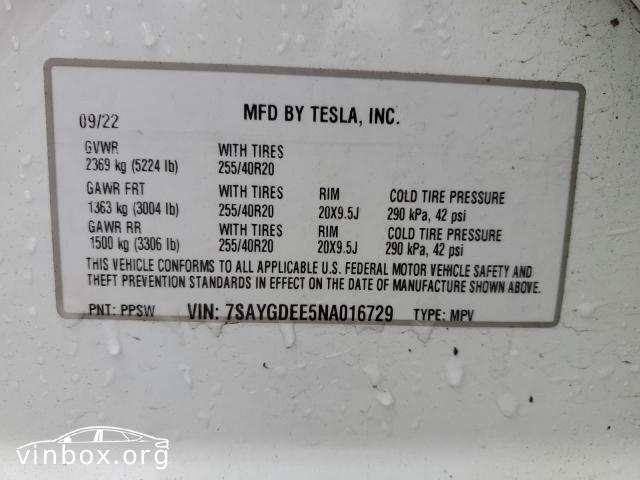 MFD BY TESLA, INC.
09/22
GVWR WITH TIRES
2369 kg (5224 lb) 255/40R20
GAWR FRT WITH TIRES RIM COLD TIRE PRESSURE
1363 kg (3004 lb) 255/40R20 20X9.5J 290 kPa, 42 psi
GAWR RR WITH TIRES RIM COLD TIRE PRESSURE
1500 kg (3306 lb) 255/40R20 20X9.5J 290 kPa, 42 psi
THIS VEHICLE CONFORMS TO ALL APPLICABLE U.S. FEDERAL MOTOR VEHICLE SAFETY AND
THEFT PREVENTION STANDARDS IN EFFECT ON THE DATE OF MANUFACTURE SHOWN ABOVE.
PNT: PPSW VIN: 7SAYGDEE5NA016729 TYPE: MPV
vinbox.org